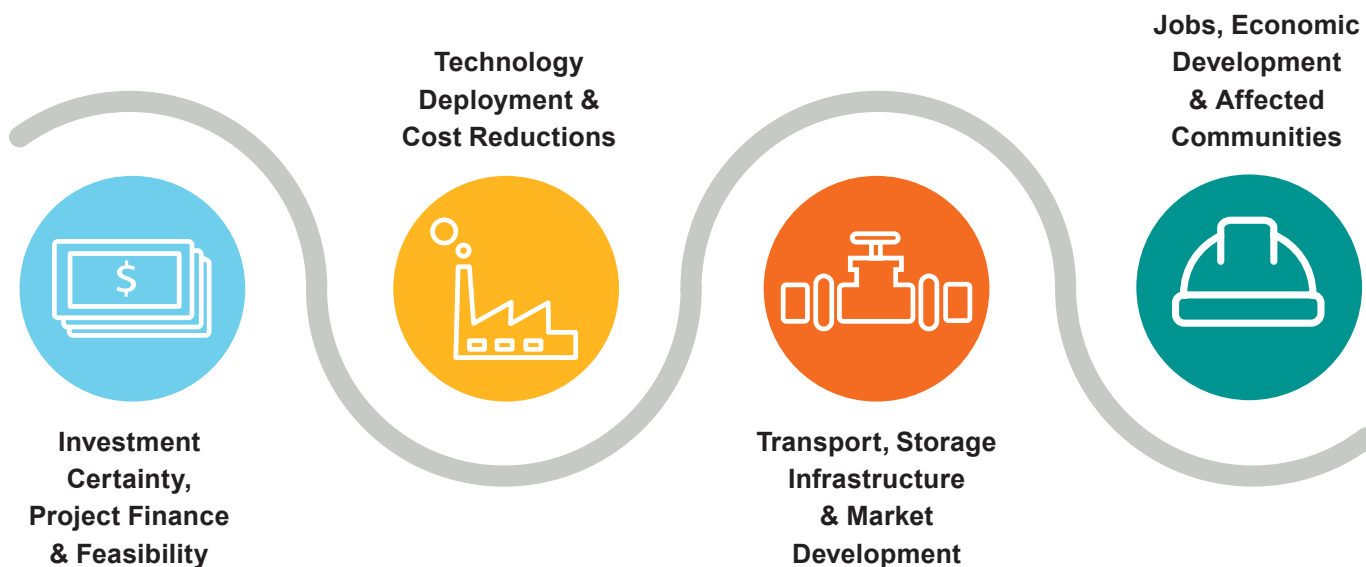 Investment
Certainty,
Project Finance
& Feasibility
$
Technology
Deployment &
Cost Reductions
Transport, Storage
Infrastructure
& Market
Development
Jobs, Economic
Development
& Affected
Communities